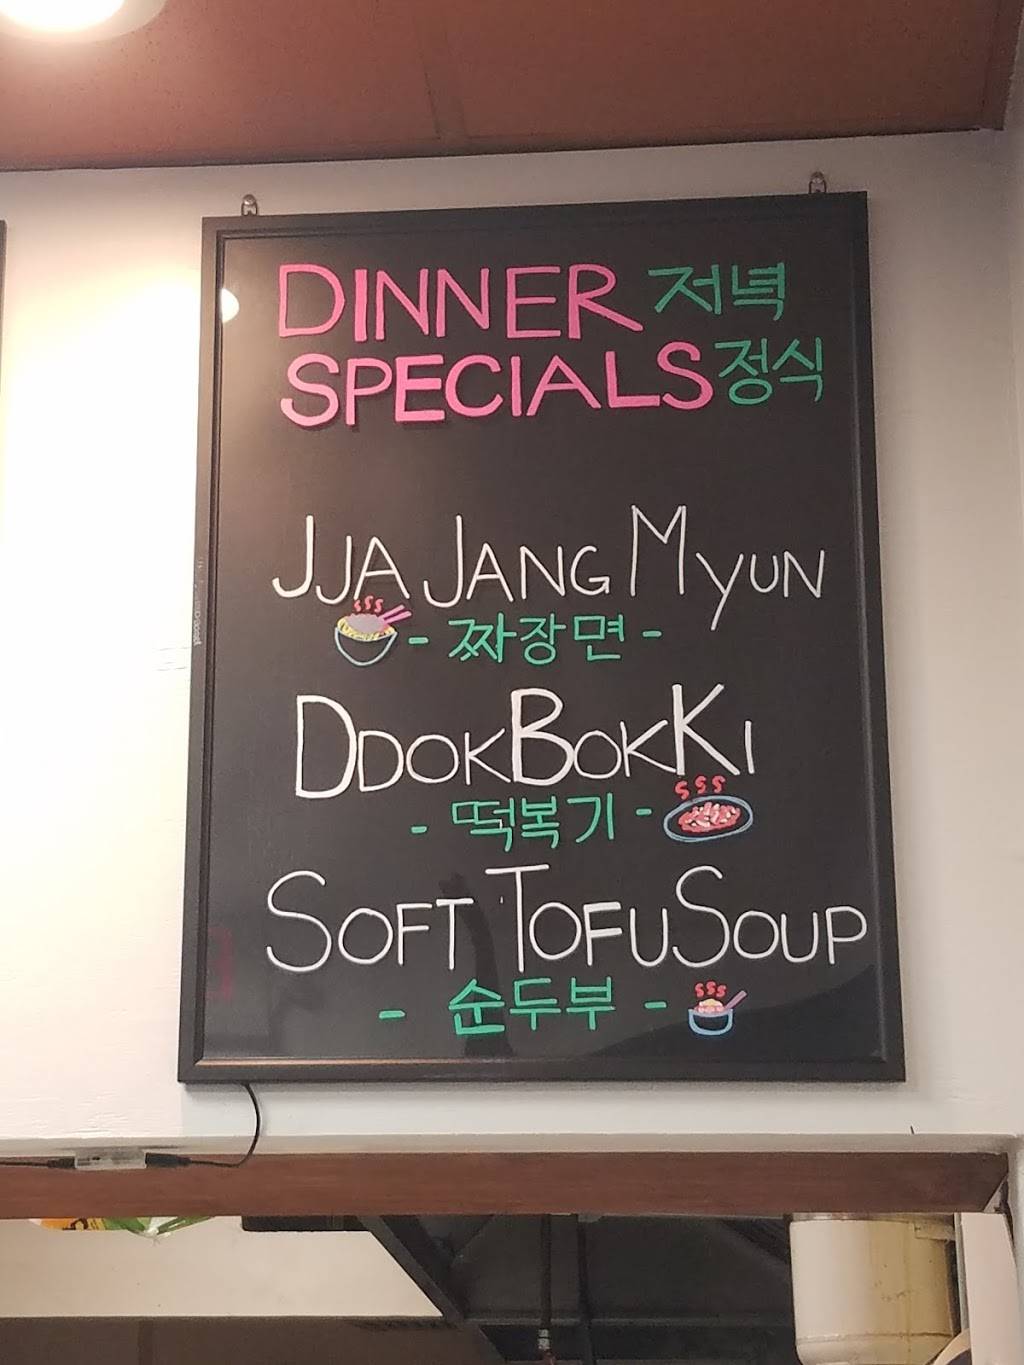 DINNER 저녁
SPECIALS 정식
JJA JANG MYUN
- 짜장면 -
DDOKBOKKI
- 떡복기 -
SOFT TOFU SOUP
- 순두부 -